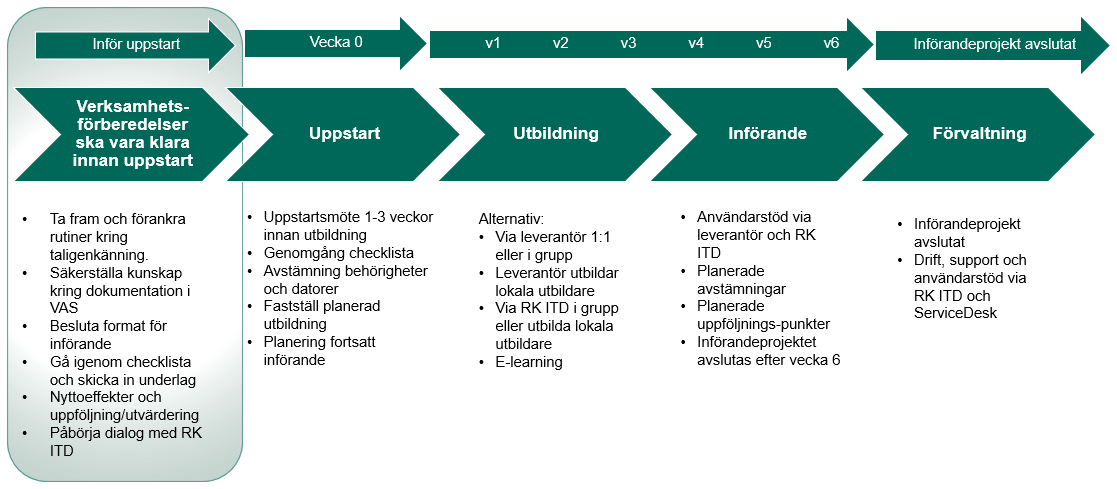 Inför uppstart
Vecka 0
v1 v2 v3 v4 v5 v6
Införandeprojekt avslutat
Verksamhets-
förberedelser
ska vara klara
innan uppstart
Uppstart
Utbildning
Införande
Förvaltning
• Ta fram och förankra
rutiner kring
taligenkänning.
• Säkerställa kunskap
kring dokumentation i
VAS
• Besluta format för
införande
• Gå igenom checklista
och skicka in underlag
• Nyttoeffekter och
uppföljning/utvärdering
• Påbörja dialog med RK
ITD
• Uppstartsmöte 1-3 veckor
innan utbildning
• Genomgång checklista
• Avstämning behörigheter
och datorer
• Fastställ planerad
utbildning
• Planering fortsatt
införande
Alternativ:
• Via leverantör 1:1
eller i grupp
• Leverantör utbildar
lokala utbildare
• Via RK ITD i grupp
eller utbilda lokala
utbildare
• E-learning
• Användarstöd via
leverantör och RK
ITD
• Planerade
avstämningar
• Planerade
uppföljnings-punkter
• Införandeprojektet
avslutas efter vecka 6
• Införandeprojekt
avslutat
• Drift, support och
användarstöd via
RK ITD och
ServiceDesk